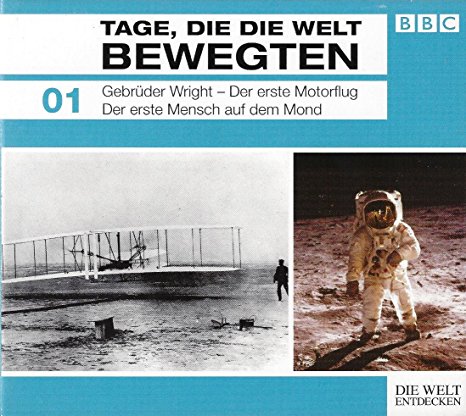 TAGE, DIE DIE WELT
BEWEGTEN
BBC
01
Gebrüder Wright – Der erste Motorflug
Der erste Mensch auf dem Mond
DIE WELT
ENTDECKEN